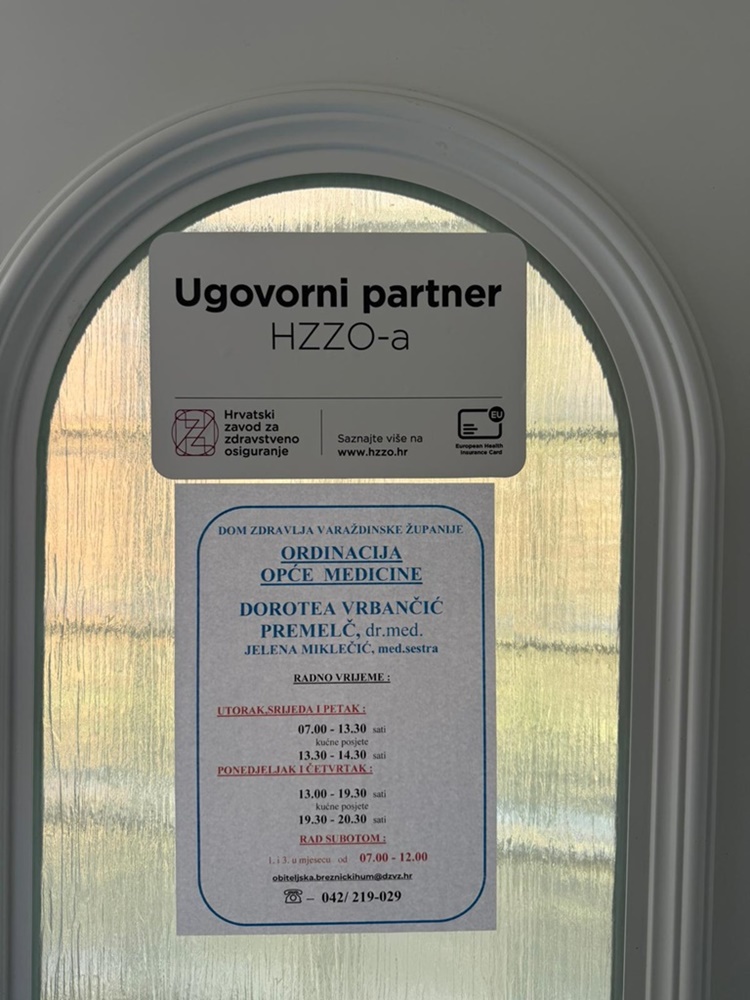 Ugovorni partner
HZZO-a
Hrvatski
zavod za
zdravstveno
osiguranje
Saznajte više na
www.hzzo.hr
EU
European Health
Insurance Card
DOM ZDRAVLJA VARAŽDINSKE ŽUPANIJE
ORDINACIJA
OPĆE MEDICINE
DOROTEA VRBANČIĆ
PREMELČ, dr.med.
JELENA MIKLEČIĆ, med.sestra
RADNO VRIJEME :
UTORAK,SRIJEDA I PETAK :
07.00 - 13.30 sati
kućne posjete
13.30 - 14.30 sati
PONEDJELJAK I ČETVRTAK :
13.00 - 19.30 sati
kućne posjete
19.30 - 20.30 sati
RAD SUBOTOM :
1. i 3. u mjesecu od 07.00 - 12.00
obiteljska.breznickihum@dzvz.hr
☏ – 042/ 219-029